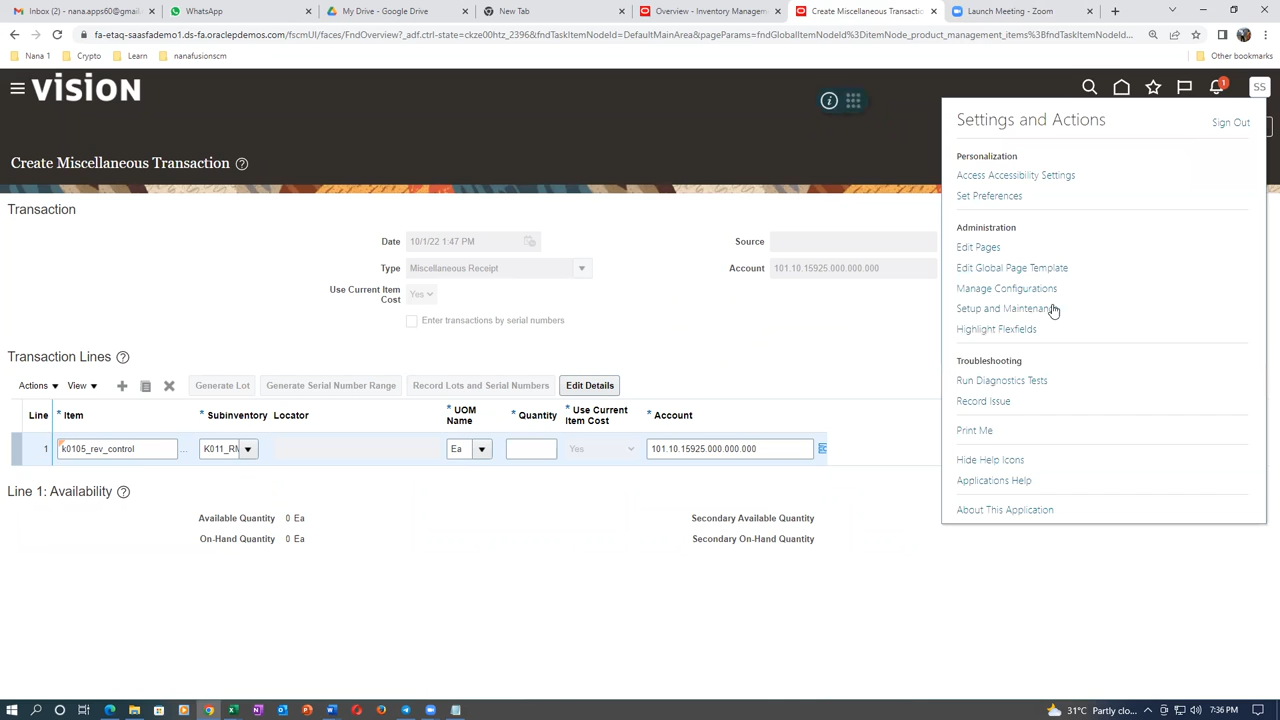 nana.apps60@gmail.
WhatsApp
My Drive - Google Drive
New Tab
Overview - Inventory Managem
Create Miscellaneous Transactio
Launch Meeting - Zoom
fa-etaq-saasfademo1.ds-fa.oraclepdemos.com/fscmUI/faces/FndOverview?_adf.ctrl-state=ckze00htz_2396&fndTaskItemNodeId=DefaultMainArea&pageParams=fndGlobalItemNodeId%3DitemNode_product_management_items%3BfndTaskItemNodeId%...
Nana 1
Crypto
Learn
nanafusionscm
Other bookmarks
VISION
1
SS
Settings and Actions
Sign Out
Personalization
Access Accessibility Settings
Set Preferences
Administration
Edit Pages
Edit Global Page Template
Manage Configurations
Setup and Maintenan
Highlight Flexfields
Troubleshooting
Run Diagnostics Tests
Record Issue
Print Me
Hide Help Icons
Applications Help
About This Application
Create Miscellaneous Transaction
Transaction
Date 10/1/22 1:47 PM
Source
Type Miscellaneous Receipt
Account 101.10.15925.000.000.000
Use Current Item Cost Yes
Enter transactions by serial numbers
Transaction Lines
Actions View Generate Lot Generate Serial Number Range Record Lots and Serial Numbers Edit Details
Line * Item * Subinventory Locator * UOM Name * Quantity * Use Current Item Cost * Account
1 k0105_rev_control ... K011_RM Ea Yes 101.10.15925.000.000.000
Line 1: Availability
Available Quantity 0 Ea
Secondary Available Quantity
On-Hand Quantity 0 Ea
Secondary On-Hand Quantity
31°C Partly clo...
7:36 PM